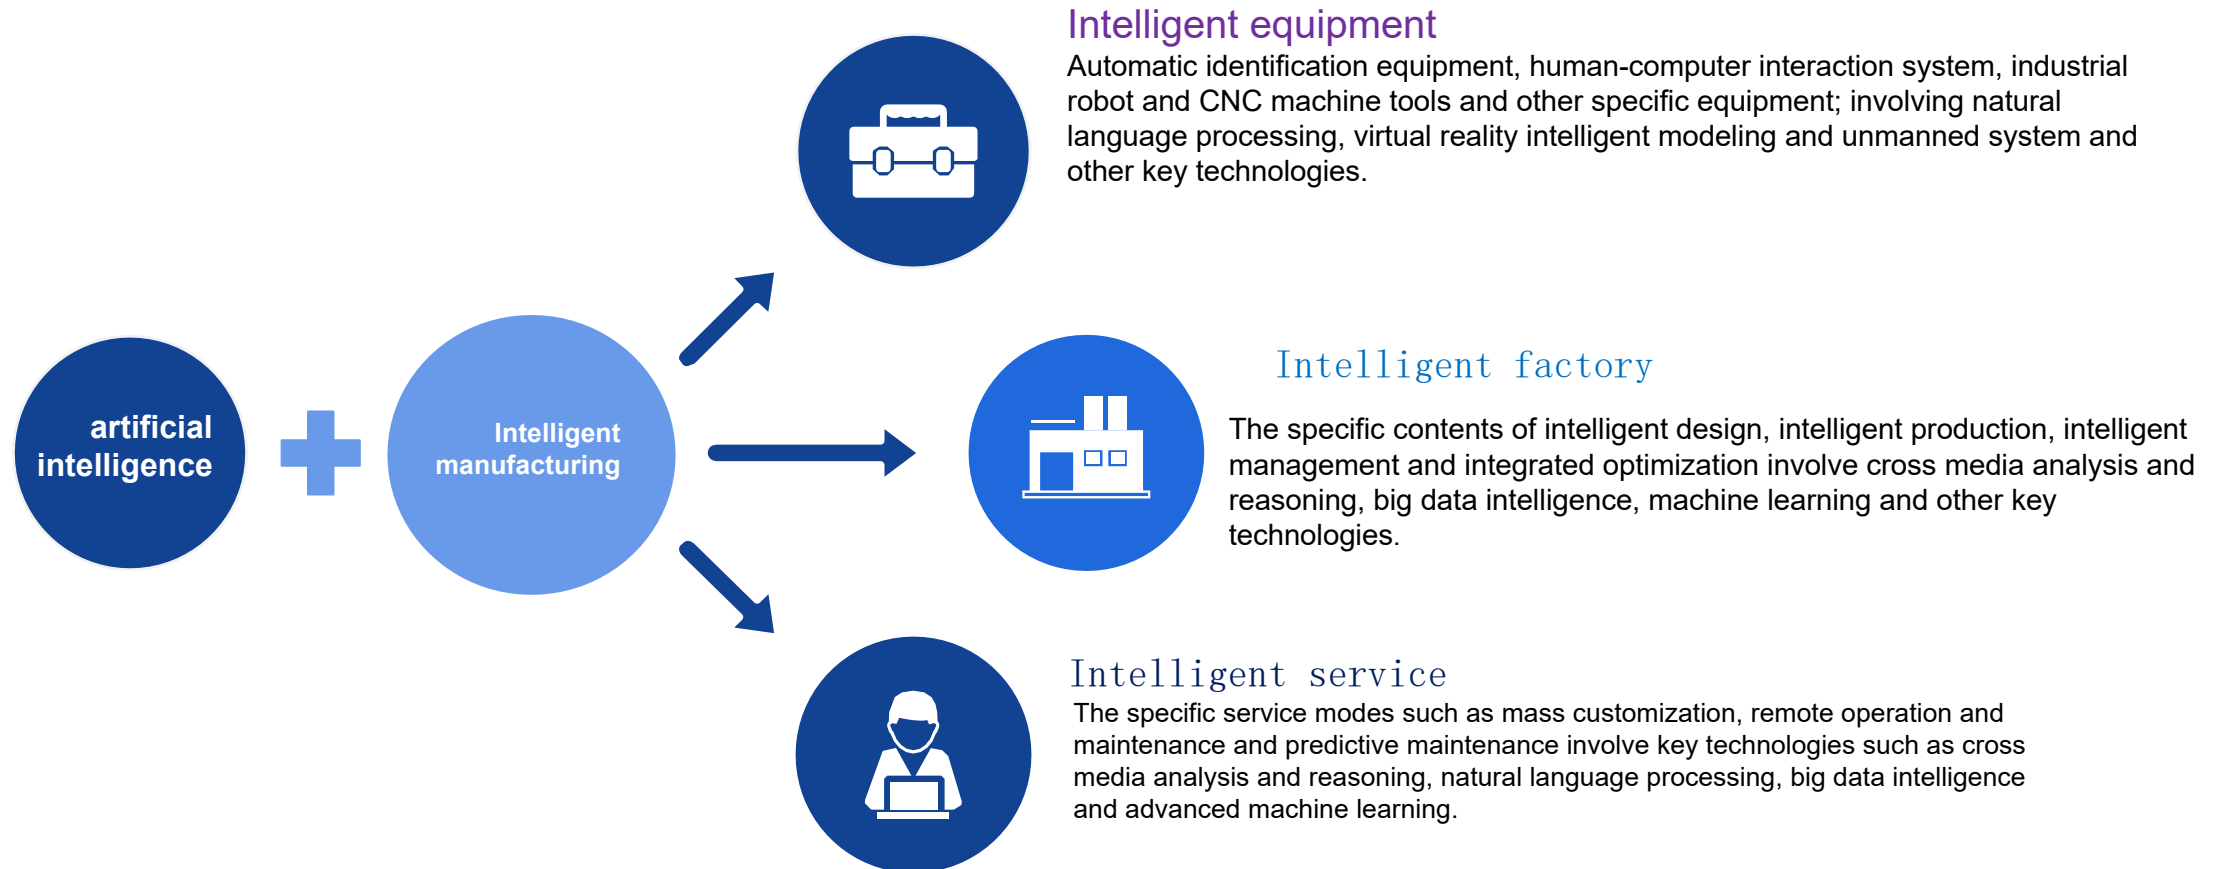 Intelligent equipment
Automatic identification equipment, human-computer interaction system, industrial
robot and CNC machine tools and other specific equipment; involving natural
language processing, virtual reality intelligent modeling and unmanned system and
other key technologies.
artificial
intelligence
Intelligent
manufacturing
Intelligent factory
The specific contents of intelligent design, intelligent production, intelligent
management and integrated optimization involve cross media analysis and
reasoning, big data intelligence, machine learning and other key
technologies.
Intelligent service
The specific service modes such as mass customization, remote operation and
maintenance and predictive maintenance involve key technologies such as cross
media analysis and reasoning, natural language processing, big data intelligence
and advanced machine learning.